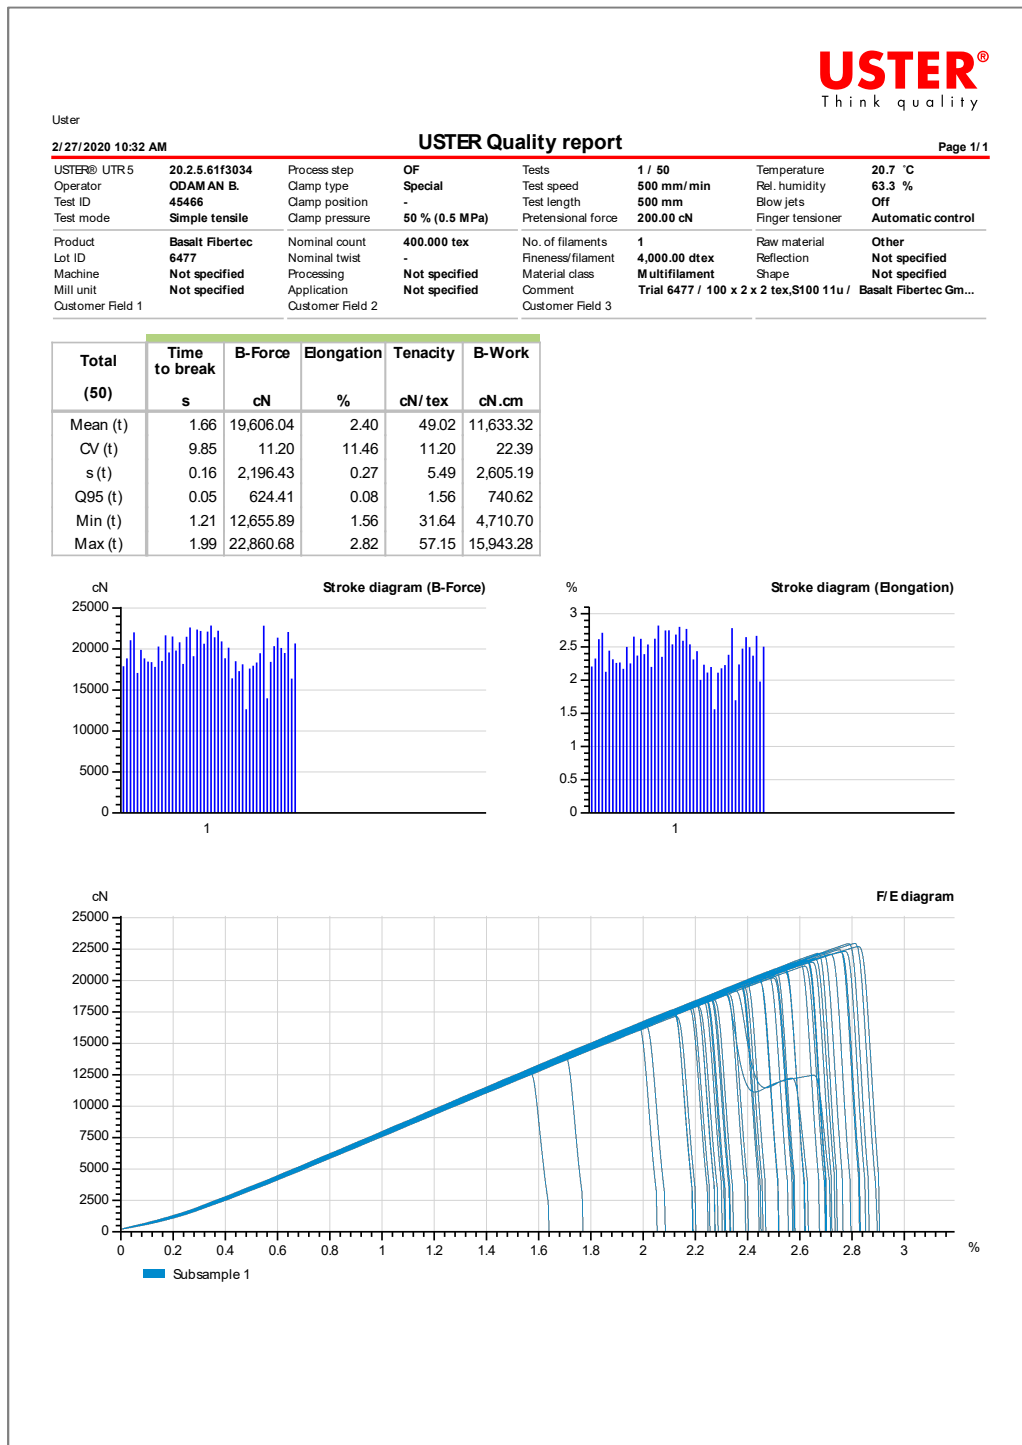 USTER®
Think quality
Uster
2/27/2020 10:32 AM USTER Quality report Page 1/1
USTER® UTR 5 20.2.5.61f3034 Process step OF Tests 1 / 50 Temperature 20.7 °C
Operator ODAMAN B. Clamp type Special Test speed 500 mm/min Rel. humidity 63.3 %
Test ID 45466 Clamp position - Test length 500 mm Blow jets Off
Test mode Simple tensile Clamp pressure 50 % (0.5 MPa) Pretensional force 200.00 cN Finger tensioner Automatic control
Product Basalt Fibertec Nominal count 400.000 tex No. of filaments 1 Raw material Other
Lot ID 6477 Nominal twist - Fineness/filament 4,000.00 dtex Reflection Not specified
Machine Not specified Processing Not specified Material class Multifilament Shape Not specified
Mill unit Not specified Application Not specified Comment Trial 6477 / 100 x 2 x 2 tex,S100 11u / Basalt Fibertec Gm...
Customer Field 1 Customer Field 2 Customer Field 3
Total Time B-Force Elongation Tenacity B-Work
to break
(50) s cN % cN/tex cN.cm
Mean (t) 1.66 19,606.04 2.40 49.02 11,633.32
CV (t) 9.85 11.20 11.46 11.20 22.39
s (t) 0.16 2,196.43 0.27 5.49 2,605.19
Q95 (t) 0.05 624.41 0.08 1.56 740.62
Min (t) 1.21 12,655.89 1.56 31.64 4,710.70
Max (t) 1.99 22,860.68 2.82 57.15 15,943.28
cN Stroke diagram (B-Force)
25000
20000
15000
10000
5000
0
1
% Stroke diagram (Elongation)
3
2.5
2
1.5
1
0.5
0
1
cN F/E diagram
25000
22500
20000
17500
15000
12500
10000
7500
5000
2500
0
0 0.2 0.4 0.6 0.8 1 1.2 1.4 1.6 1.8 2 2.2 2.4 2.6 2.8 3 %
Subsample 1